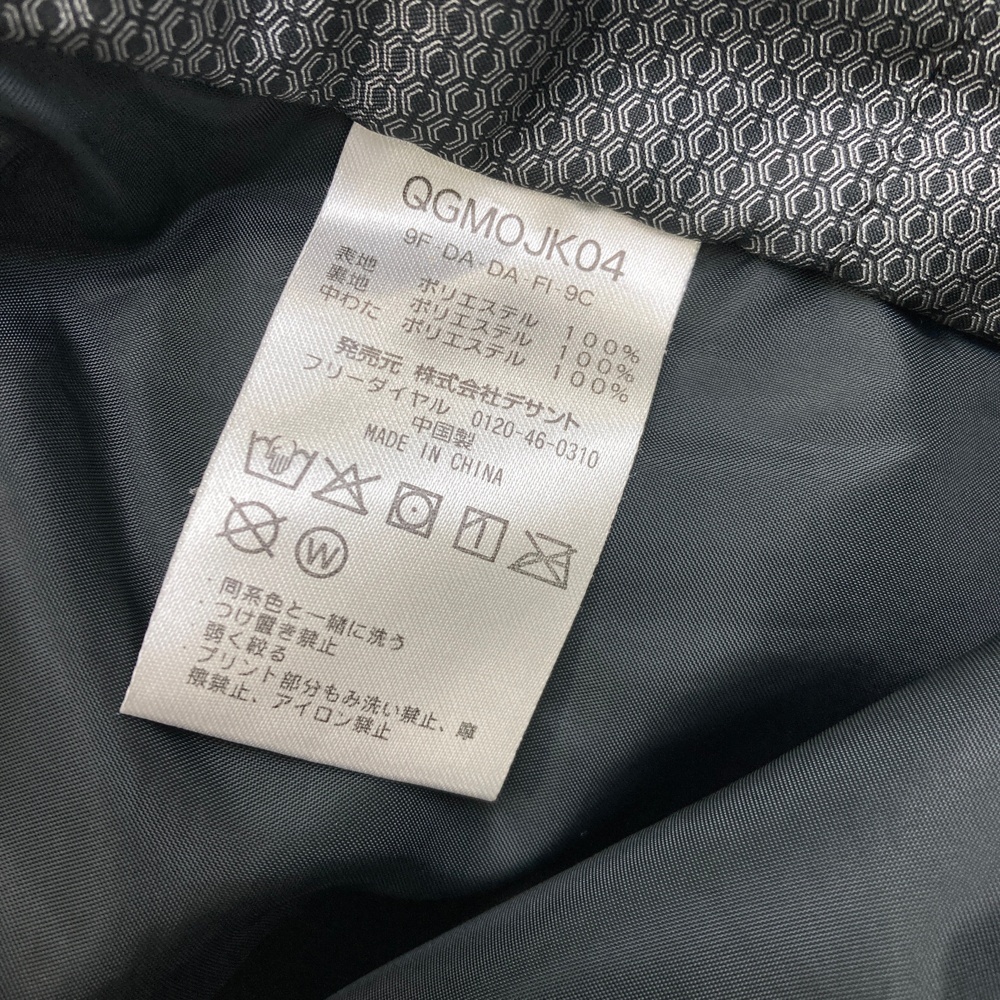 QGMOJK04
9F-DA-DA-FI-9C
表地 ポリエステル 100%
裏地 ポリエステル 100%
中わた ポリエステル 100%
発売元 株式会社デサント
フリーダイヤル 0120-46-0310
中国製
MADE IN CHINA
W
・同系色と一緒に洗う
・つけ置き禁止
・弱く絞る
・プリント部分もみ洗い禁止、摩
擦禁止、アイロン禁止